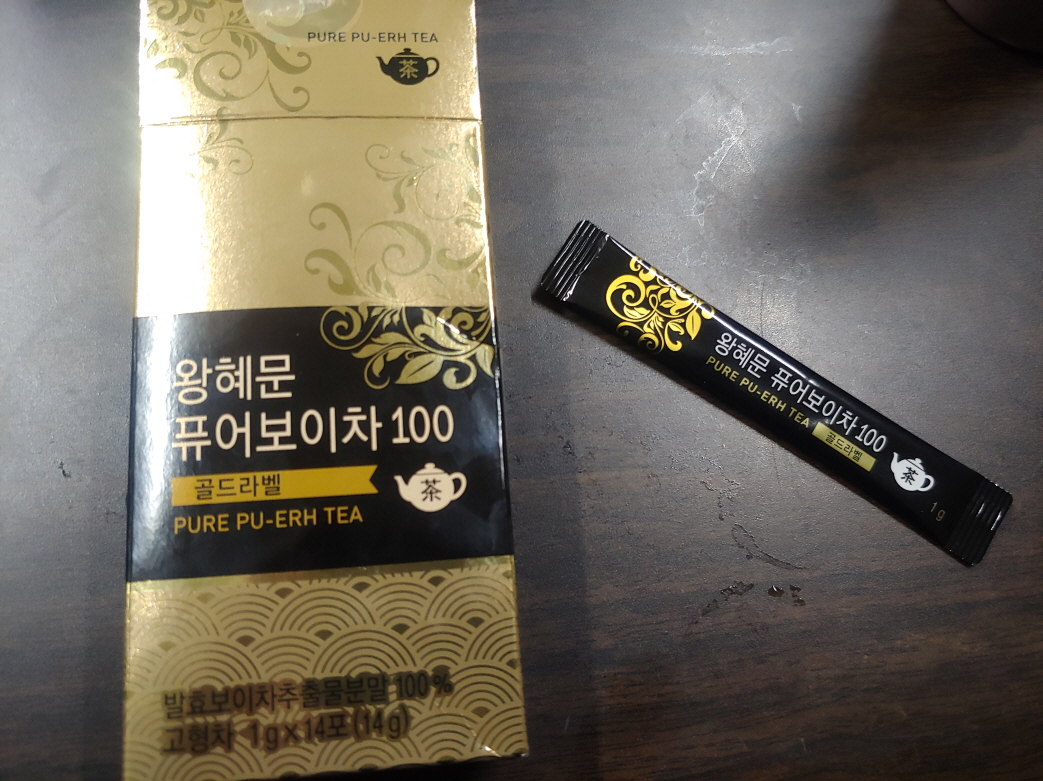 PURE PU-ERH TEA
茶
왕혜문
퓨어보이차 100
골드라벨
茶
PURE PU-ERH TEA
발효보이차추출물분말 100%
고형차 1g x 14포 (14g)
왕혜문 퓨어보이차 100
PURE PU-ERH TEA 골드라벨
茶
1g